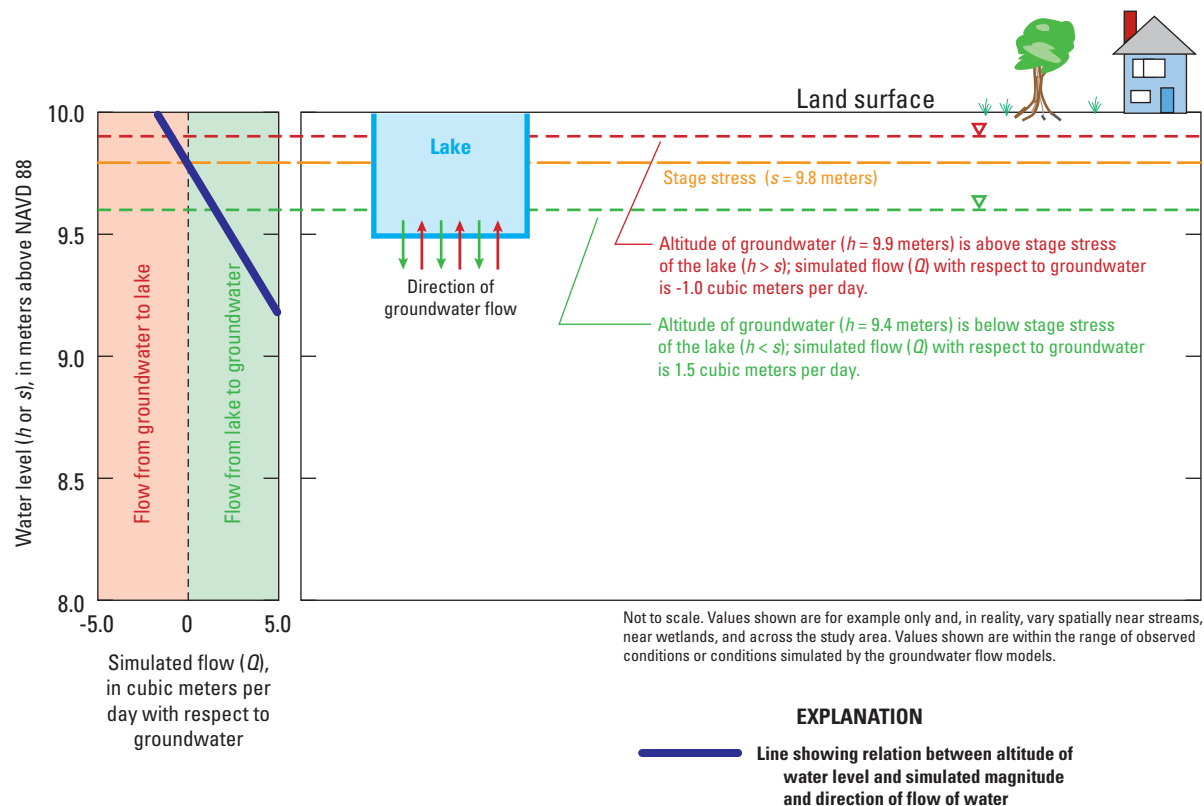 Land surface
10.0
9.5
9.0
8.5
8.0
-5.0
0
5.0
Water level (h or s), in meters above NAVD 88
Flow from groundwater to lake
Flow from lake to groundwater
Simulated flow (Q),
in cubic meters per
day with respect to
groundwater
Lake
Direction of
groundwater flow
Stage stress (s = 9.8 meters)
Altitude of groundwater (h = 9.9 meters) is above stage stress
of the lake (h > s); simulated flow (Q) with respect to groundwater
is -1.0 cubic meters per day.
Altitude of groundwater (h = 9.4 meters) is below stage stress
of the lake (h < s); simulated flow (Q) with respect to groundwater
is 1.5 cubic meters per day.
Not to scale. Values shown are for example only and, in reality, vary spatially near streams,
near wetlands, and across the study area. Values shown are within the range of observed
conditions or conditions simulated by the groundwater flow models.
EXPLANATION
Line showing relation between altitude of
water level and simulated magnitude
and direction of flow of water